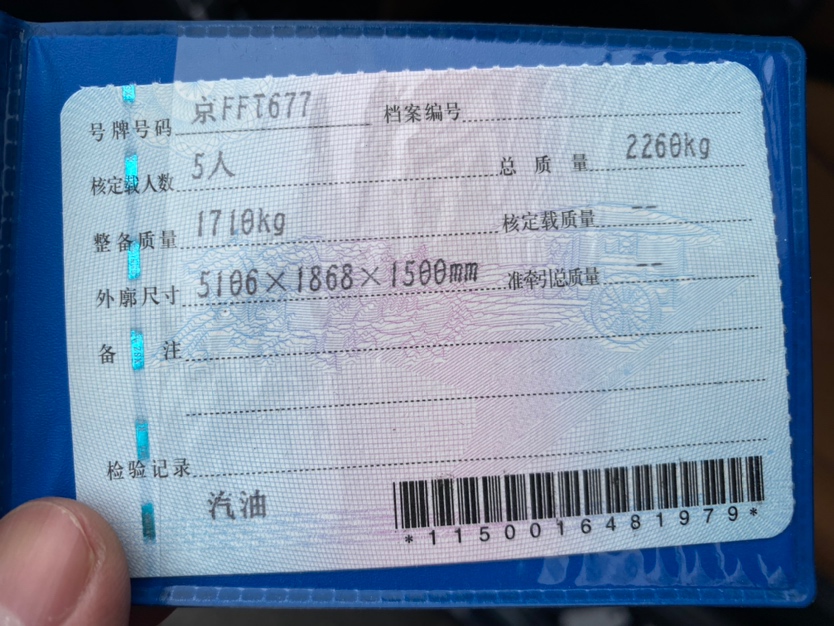 号牌号码 京FFT677 档案编号
核定载人数 5人 总质量 2260kg
整备质量 1710kg 核定载质量 --
外廓尺寸 5106×1868×1500mm 准牵引总质量 --
备注
检验记录
汽油
*1150016481979*